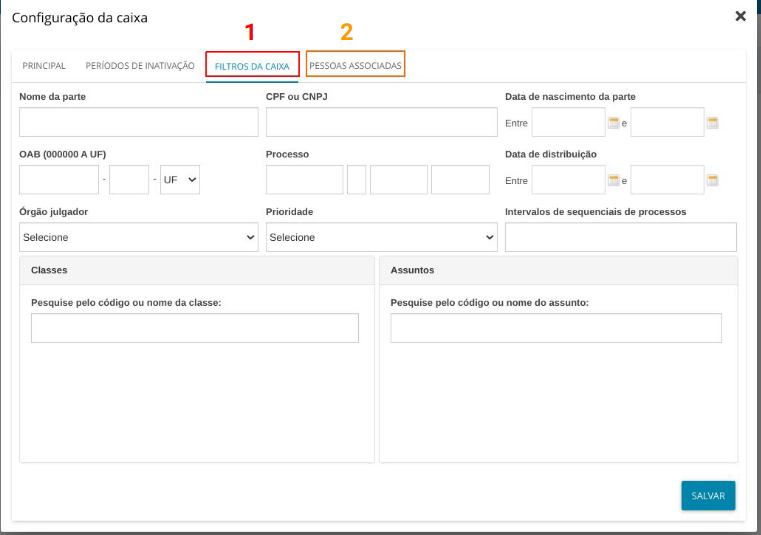 Configuração da caixa
1 2
PRINCIPAL PERÍODOS DE INATIVAÇÃO FILTROS DA CAIXA PESSOAS ASSOCIADAS
Nome da parte CPF ou CNPJ Data de nascimento da parte
Entre e
OAB (000000 A UF) Processo Data de distribuição
- - UF Entre e
Órgão julgador Prioridade Intervalos de sequenciais de processos
Selecione Selecione
Classes Assuntos
Pesquise pelo código ou nome da classe: Pesquise pelo código ou nome do assunto:
SALVAR